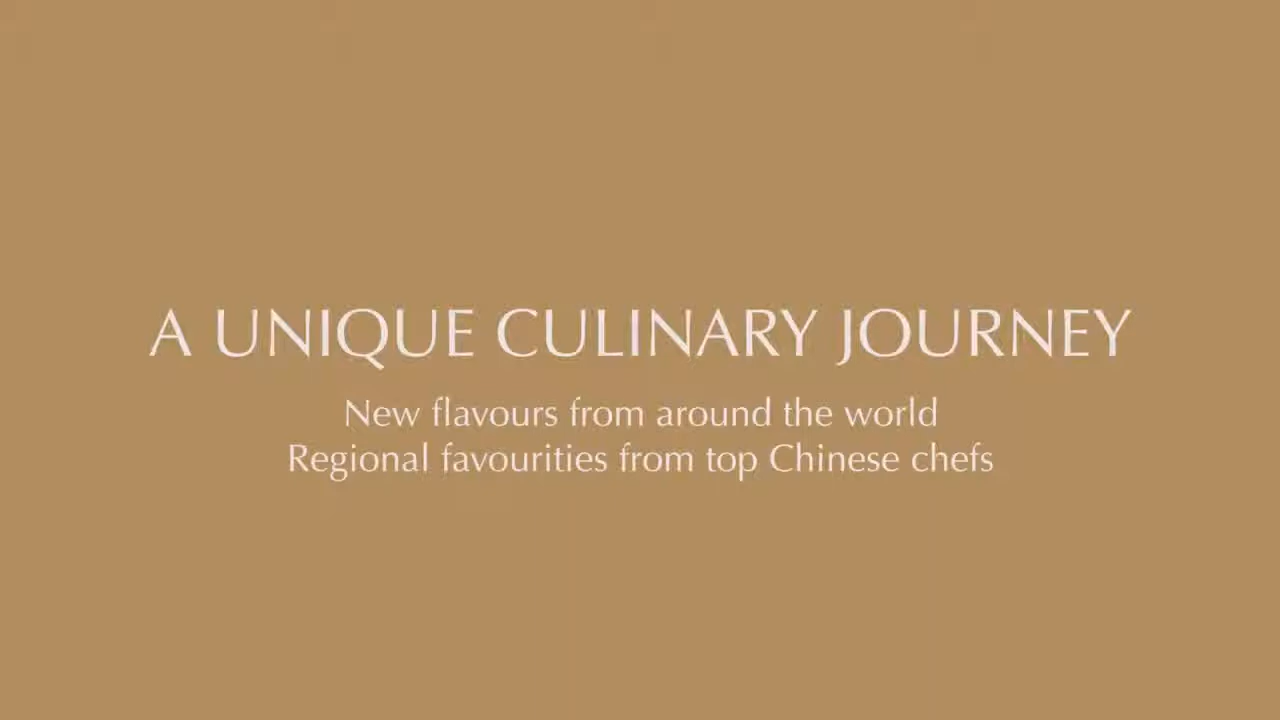 A UNIQUE CULINARY JOURNEY
New flavours from around the world
Regional favourities from top Chinese chefs